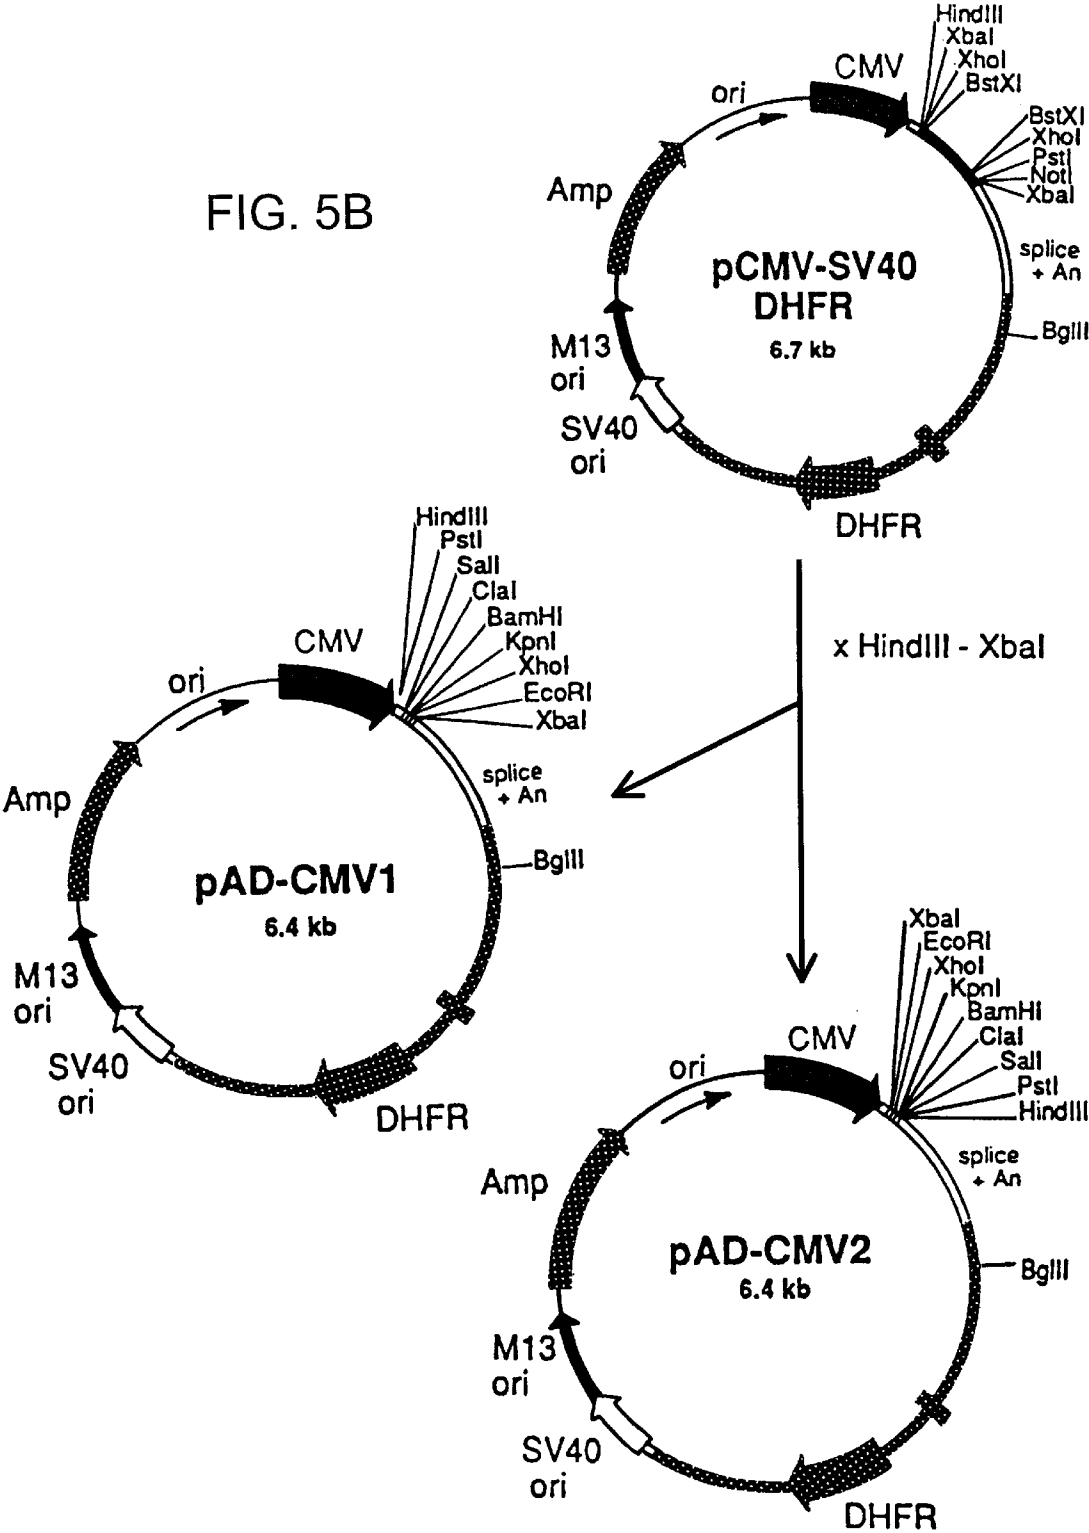 FIG. 5B
HindIII
XbaI
XhoI
BstXI
CMV
ori
BstXI
XhoI
PstI
NotI
XbaI
Amp
splice
+ An
pCMV-SV40
DHFR
6.7 kb
BglII
M13
ori
SV40
ori
DHFR
x HindIII - XbaI
HindIII
PstI
SalI
ClaI
BamHI
KpnI
XhoI
EcoRI
XbaI
CMV
ori
Amp
splice
+ An
BglII
pAD-CMV1
6.4 kb
M13
ori
SV40
ori
DHFR
XbaI
EcoRI
XhoI
KpnI
BamHI
ClaI
SalI
PstI
HindIII
CMV
ori
Amp
splice
+ An
BglII
pAD-CMV2
6.4 kb
M13
ori
SV40
ori
DHFR